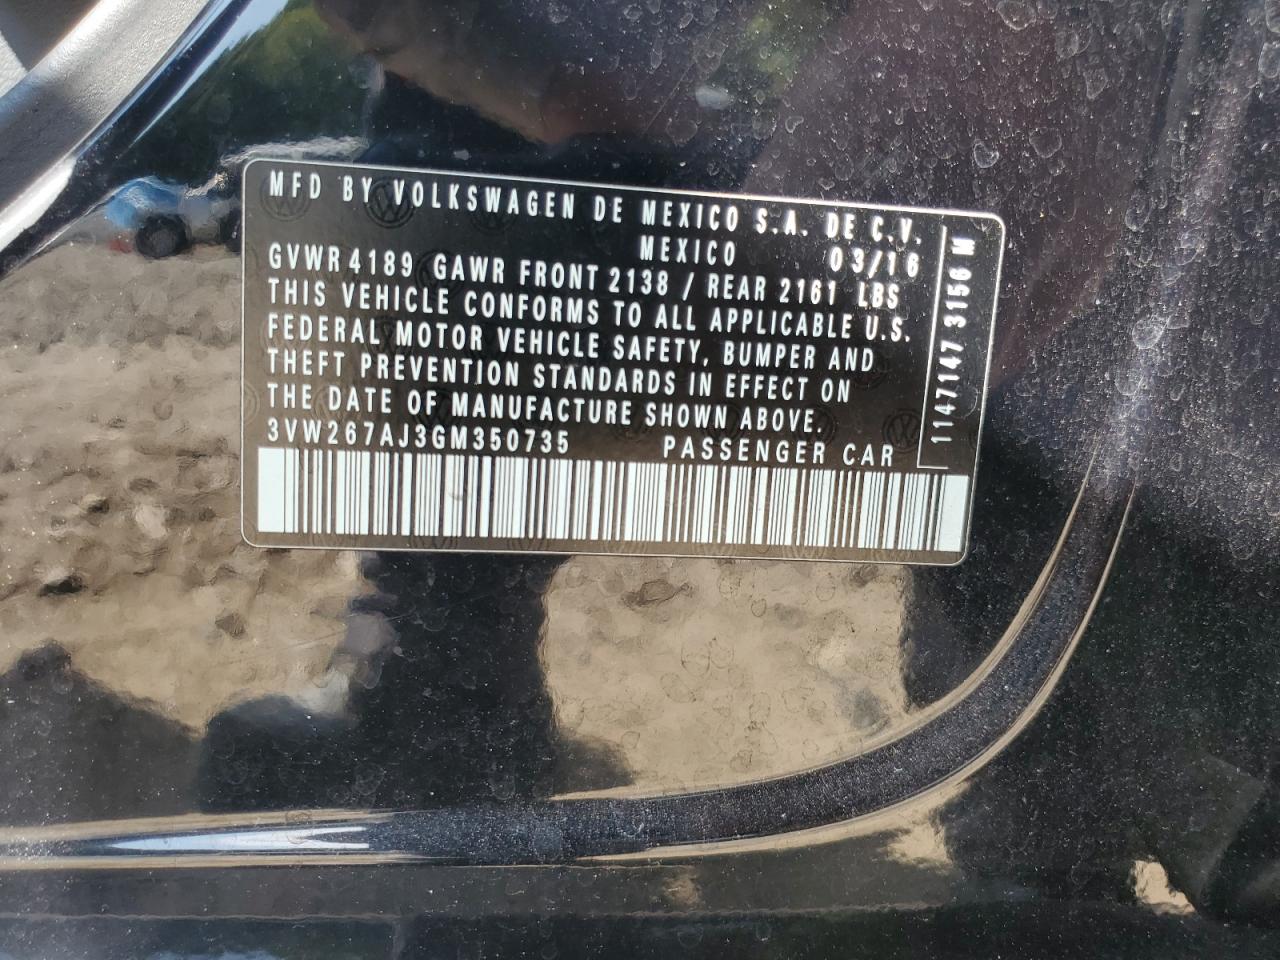 MFD BY VOLKSWAGEN DE MEXICO S.A. DE C.V.
MEXICO 03/16
GVWR 4189 GAWR FRONT 2138 / REAR 2161 LBS
THIS VEHICLE CONFORMS TO ALL APPLICABLE U.S.
FEDERAL MOTOR VEHICLE SAFETY, BUMPER AND
THEFT PREVENTION STANDARDS IN EFFECT ON
THE DATE OF MANUFACTURE SHOWN ABOVE.
3VW267AJ3GM350735 PASSENGER CAR
1147147 3156 M